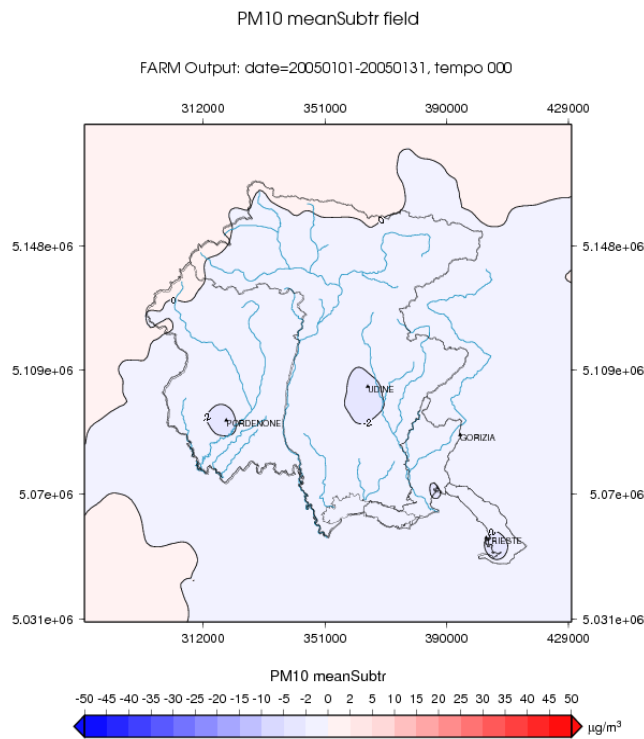 PM10 meanSubtr field
FARM Output: date=20050101-20050131, tempo 000
312000 351000 390000 429000
5.148e+06 5.148e+06
0
0
5.109e+06 5.109e+06
UDINE
-2 PORDENONE -2
GORIZIA
5.07e+06 5.07e+06
TRIESTE
5.031e+06 5.031e+06
312000 351000 390000 429000
PM10 meanSubtr
-50 -45 -40 -35 -30 -25 -20 -15 -10 -5 -2 0 2 5 10 15 20 25 30 35 40 45 50
µg/m³